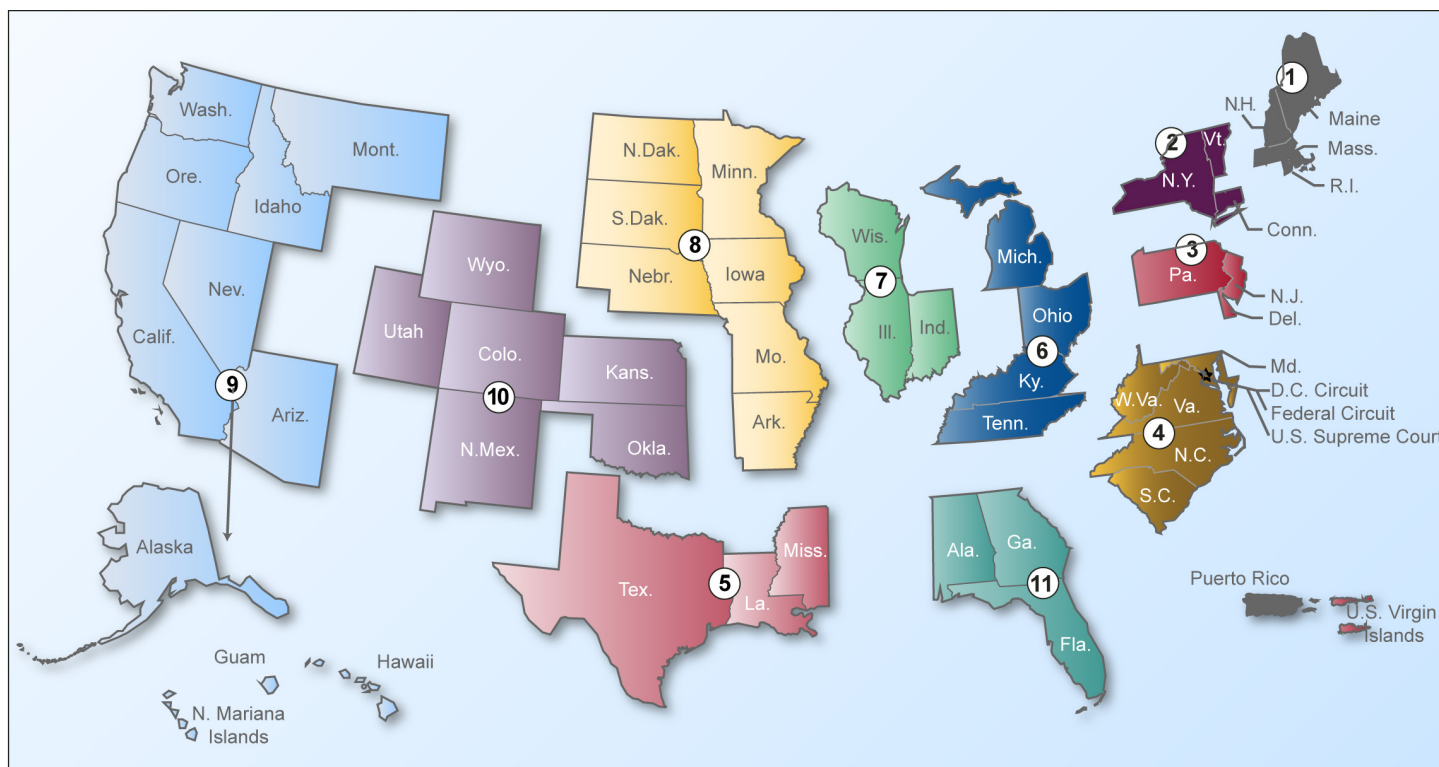 Wash.
Mont.
Ore.
Idaho
Nev.
Calif.
9
Ariz.
Alaska
Guam
Hawaii
N. Mariana
Islands
Wyo.
Utah
Colo.
Kans.
10
N.Mex.
Okla.
N.Dak.
Minn.
S.Dak.
8
Nebr.
Iowa
Mo.
Ark.
Tex.
5
La.
Miss.
Wis.
7
Ill.
Ind.
Mich.
Ohio
6
Ky.
Tenn.
Ala.
Ga.
11
Fla.
1
N.H.
Maine
Mass.
R.I.
2
Vt.
N.Y.
Conn.
3
Pa.
N.J.
Del.
Md.
D.C. Circuit
Federal Circuit
U.S. Supreme Court
W.Va.
Va.
4
N.C.
S.C.
Puerto Rico
U.S. Virgin
Islands